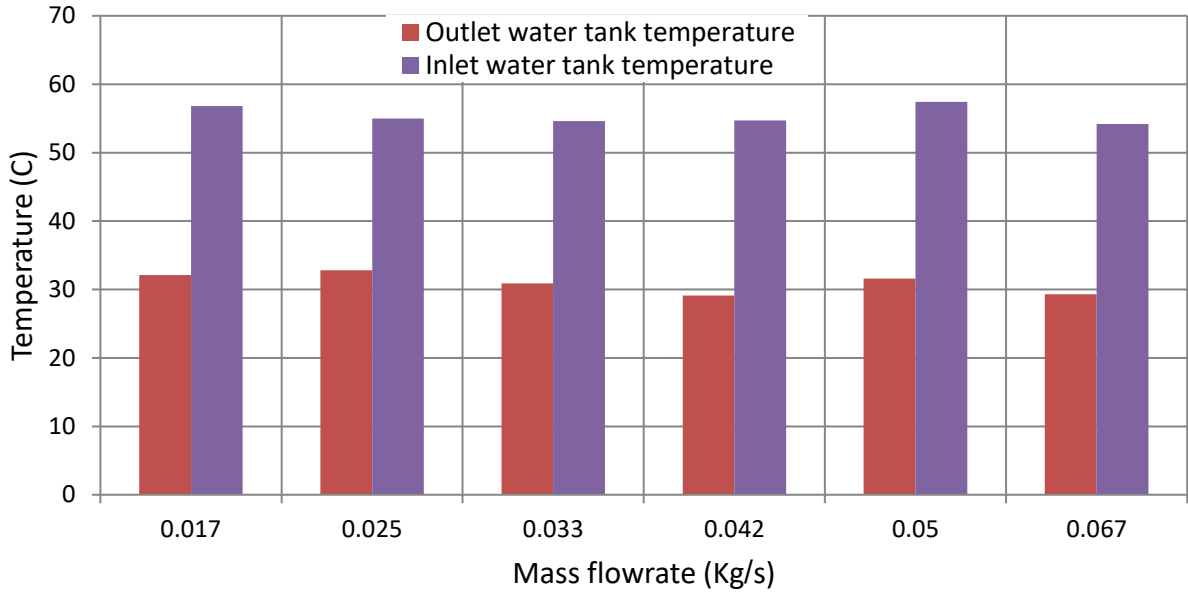 70
60
50
40
30
20
10
0
Temperature (C)
Outlet water tank temperature
Inlet water tank temperature
0.017 0.025 0.033 0.042 0.05 0.067
Mass flowrate (Kg/s)